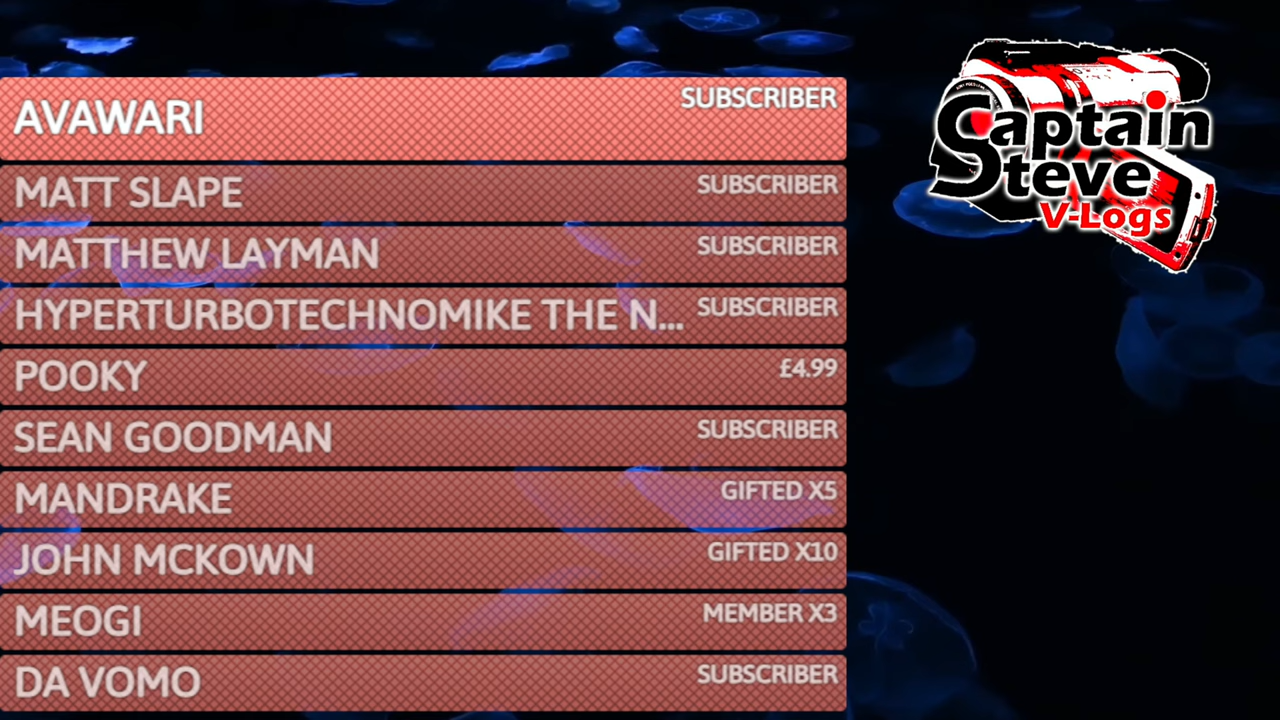 AVAWARI SUBSCRIBER
MATT SLAPE SUBSCRIBER
MATTHEW LAYMAN SUBSCRIBER
HYPERTURBOTECHNOMIKE THE N... SUBSCRIBER
POOKY £4.99
SEAN GOODMAN SUBSCRIBER
MANDRAKE GIFTED X5
JOHN MCKOWN GIFTED X10
MEOGI MEMBER X3
DA VOMO SUBSCRIBER
Captain
Steve
V-Logs